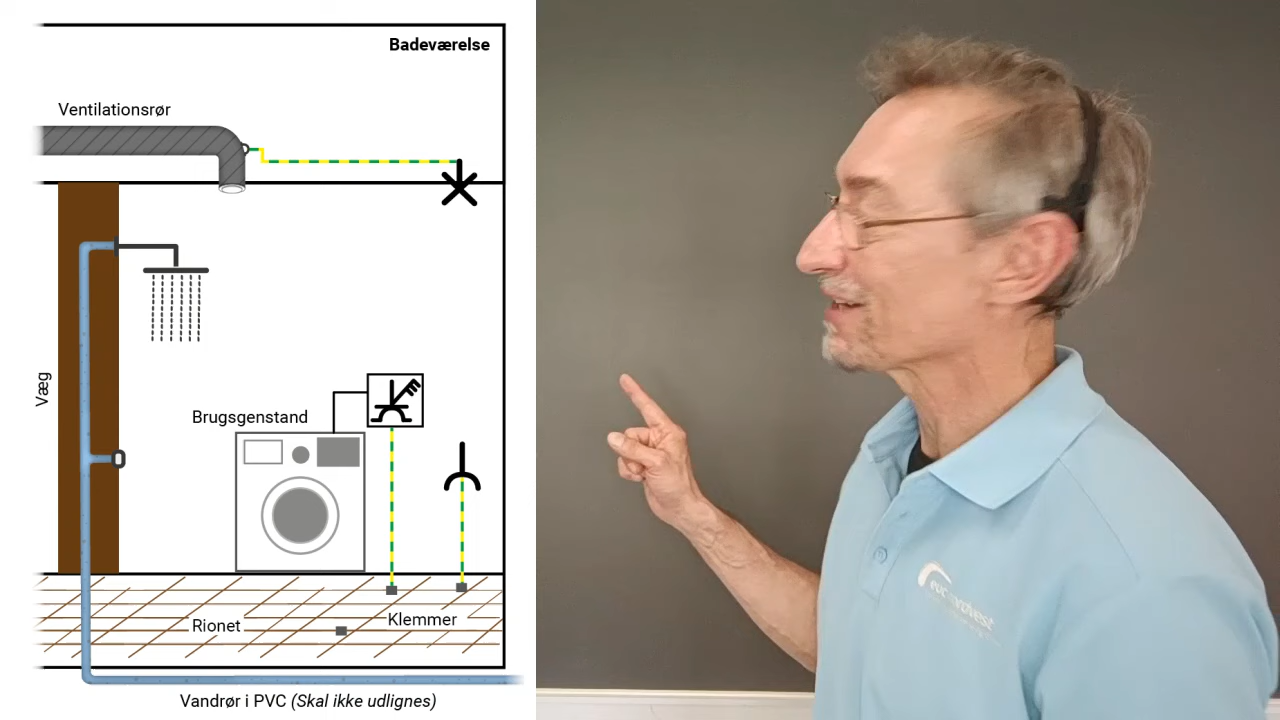 Badeværelse
Ventilationsrør
Væg
Brugsgenstand
Rionet
Klemmer
Vandrør i PVC (Skal ikke udlignes)